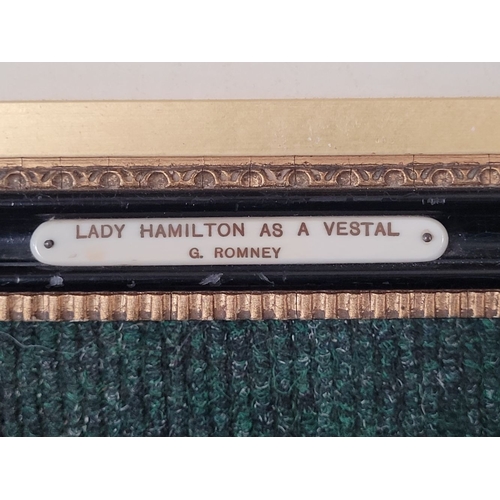 LADY HAMILTON AS A VESTAL
G. ROMNEY